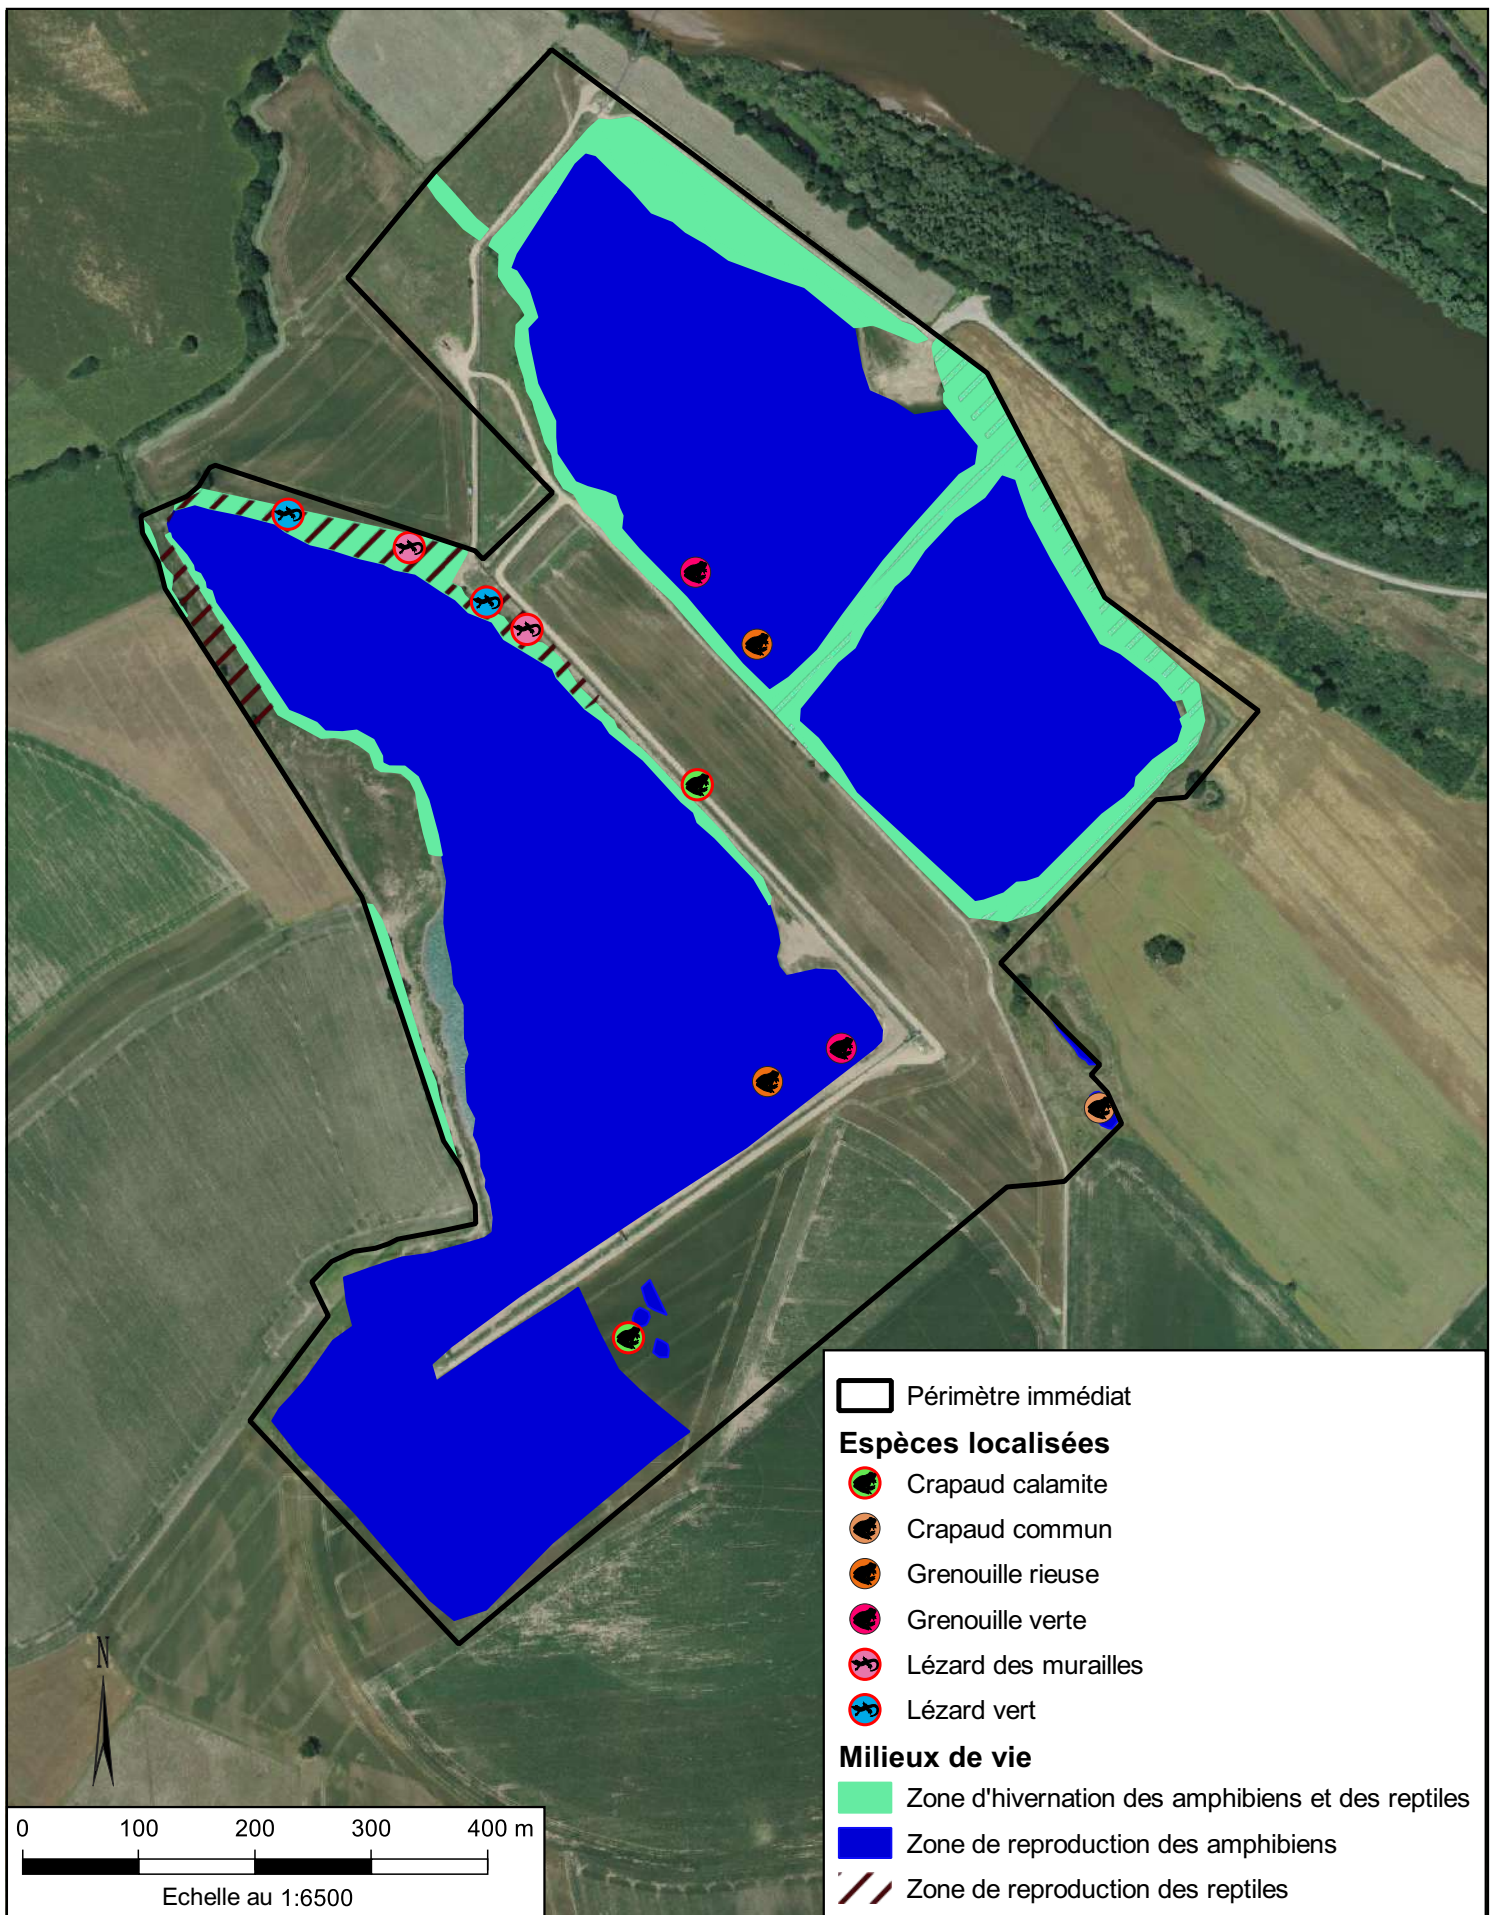 Périmètre immédiat
Espèces localisées
Crapaud calamite
Crapaud commun
Grenouille rieuse
Grenouille verte
Lézard des murailles
Lézard vert
Milieux de vie
Zone d'hivernation des amphibiens et des reptiles
Zone de reproduction des amphibiens
Zone de reproduction des reptiles
N
0 100 200 300 400 m
Echelle au 1:6500